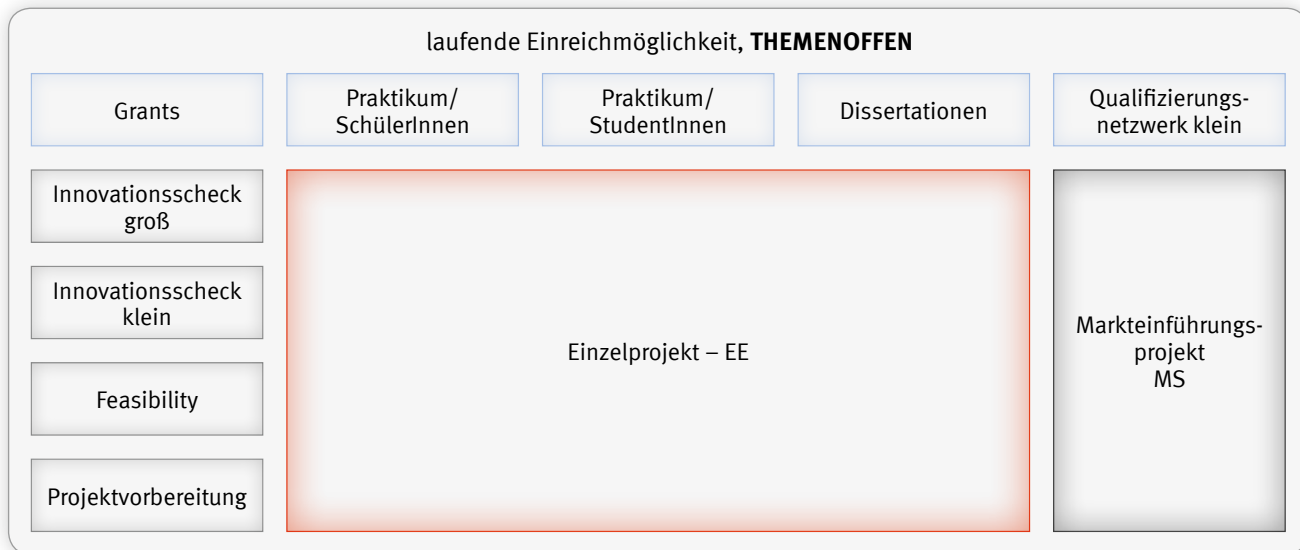 laufende Einreichmöglichkeit, THEMENOFFEN
Grants
Praktikum/
SchülerInnen
Praktikum/
StudentInnen
Dissertationen
Qualifizierungs-
netzwerk klein
Innovationsscheck
groß
Innovationsscheck
klein
Feasibility
Projektvorbereitung
Einzelprojekt – EE
Markteinführungs-
projekt
MS